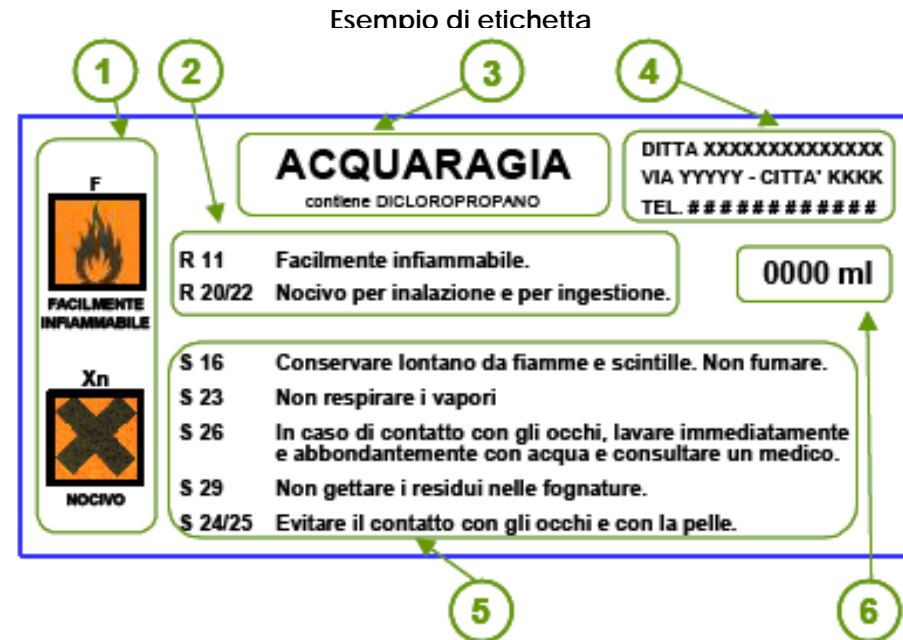 Esempio di etichetta
1
2
3
4
F
FACILMENTE
INFIAMMABILE
Xn
NOCIVO
ACQUARAGIA
contiene DICLOROPROPANO
DITTA XXXXXXXXXXXXXX
VIA YYYYY - CITTA' KKKK
TEL. # # # # # # # # # # # #
R 11 Facilmente infiammabile.
R 20/22 Nocivo per inalazione e per ingestione.
0000 ml
S 16 Conservare lontano da fiamme e scintille. Non fumare.
S 23 Non respirare i vapori
S 26 In caso di contatto con gli occhi, lavare immediatamente
e abbondantemente con acqua e consultare un medico.
S 29 Non gettare i residui nelle fognature.
S 24/25 Evitare il contatto con gli occhi e con la pelle.
5
6